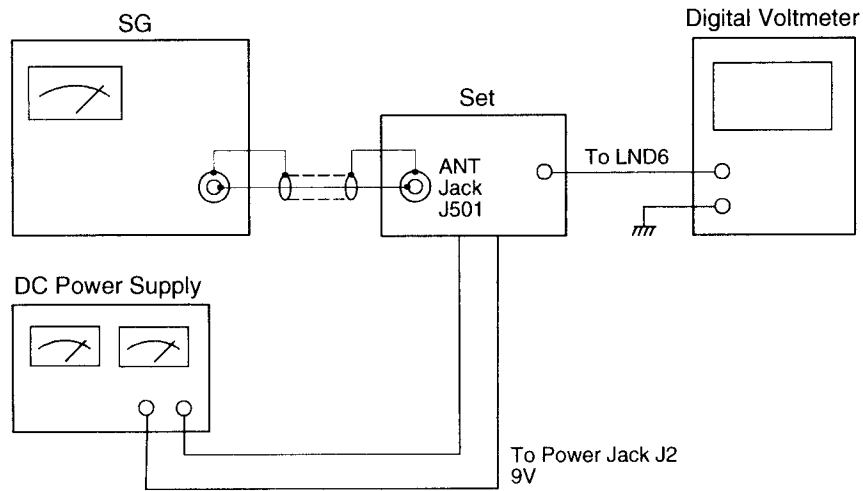 SG
Digital Voltmeter
Set
ANT
Jack
J501
To LND6
DC Power Supply
To Power Jack J2
9V